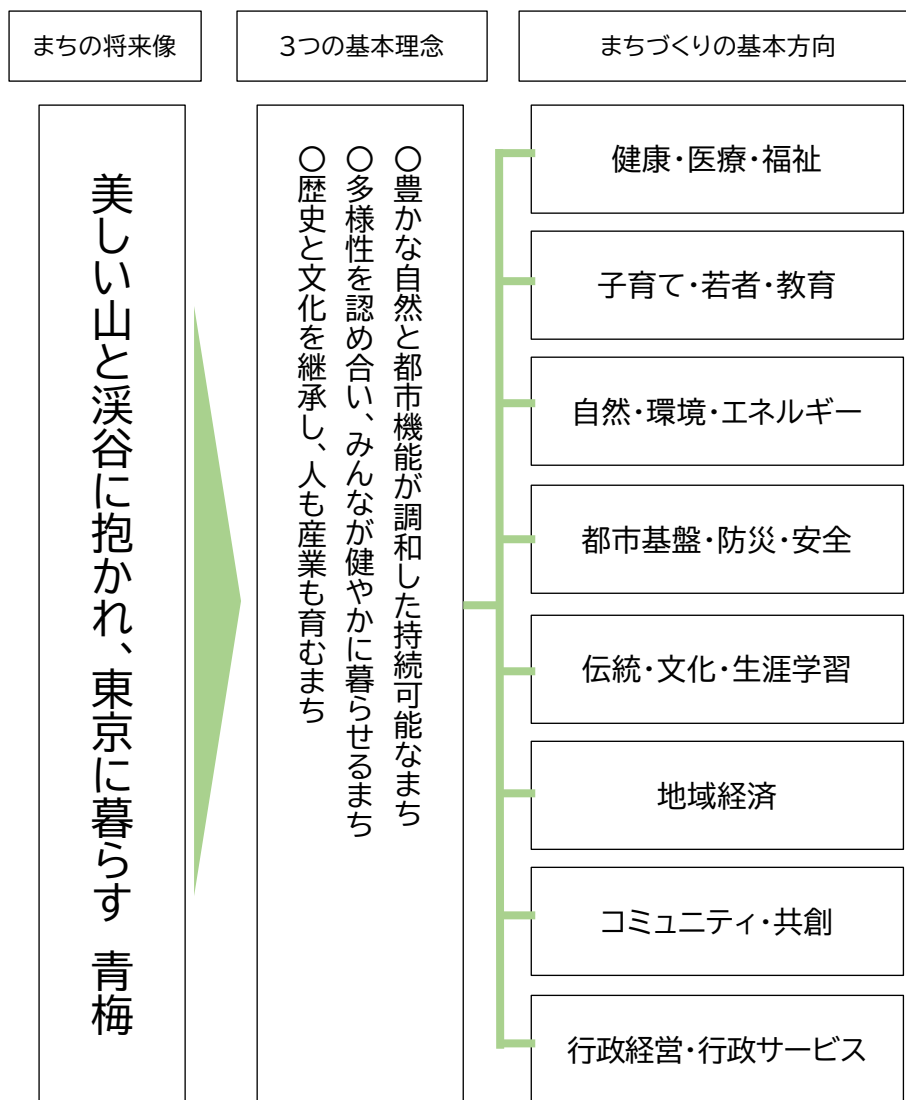 まちの将来像
3つの基本理念
まちづくりの基本方向
美しい山と渓谷に抱かれ、東京に暮らす 青梅
〇豊かな自然と都市機能が調和した持続可能なまち
〇多様性を認め合い、みんなが健やかに暮らせるまち
〇歴史と文化を継承し、人も産業も育むまち
健康・医療・福祉
子育て・若者・教育
自然・環境・エネルギー
都市基盤・防災・安全
伝統・文化・生涯学習
地域経済
コミュニティ・共創
行政経営・行政サービス